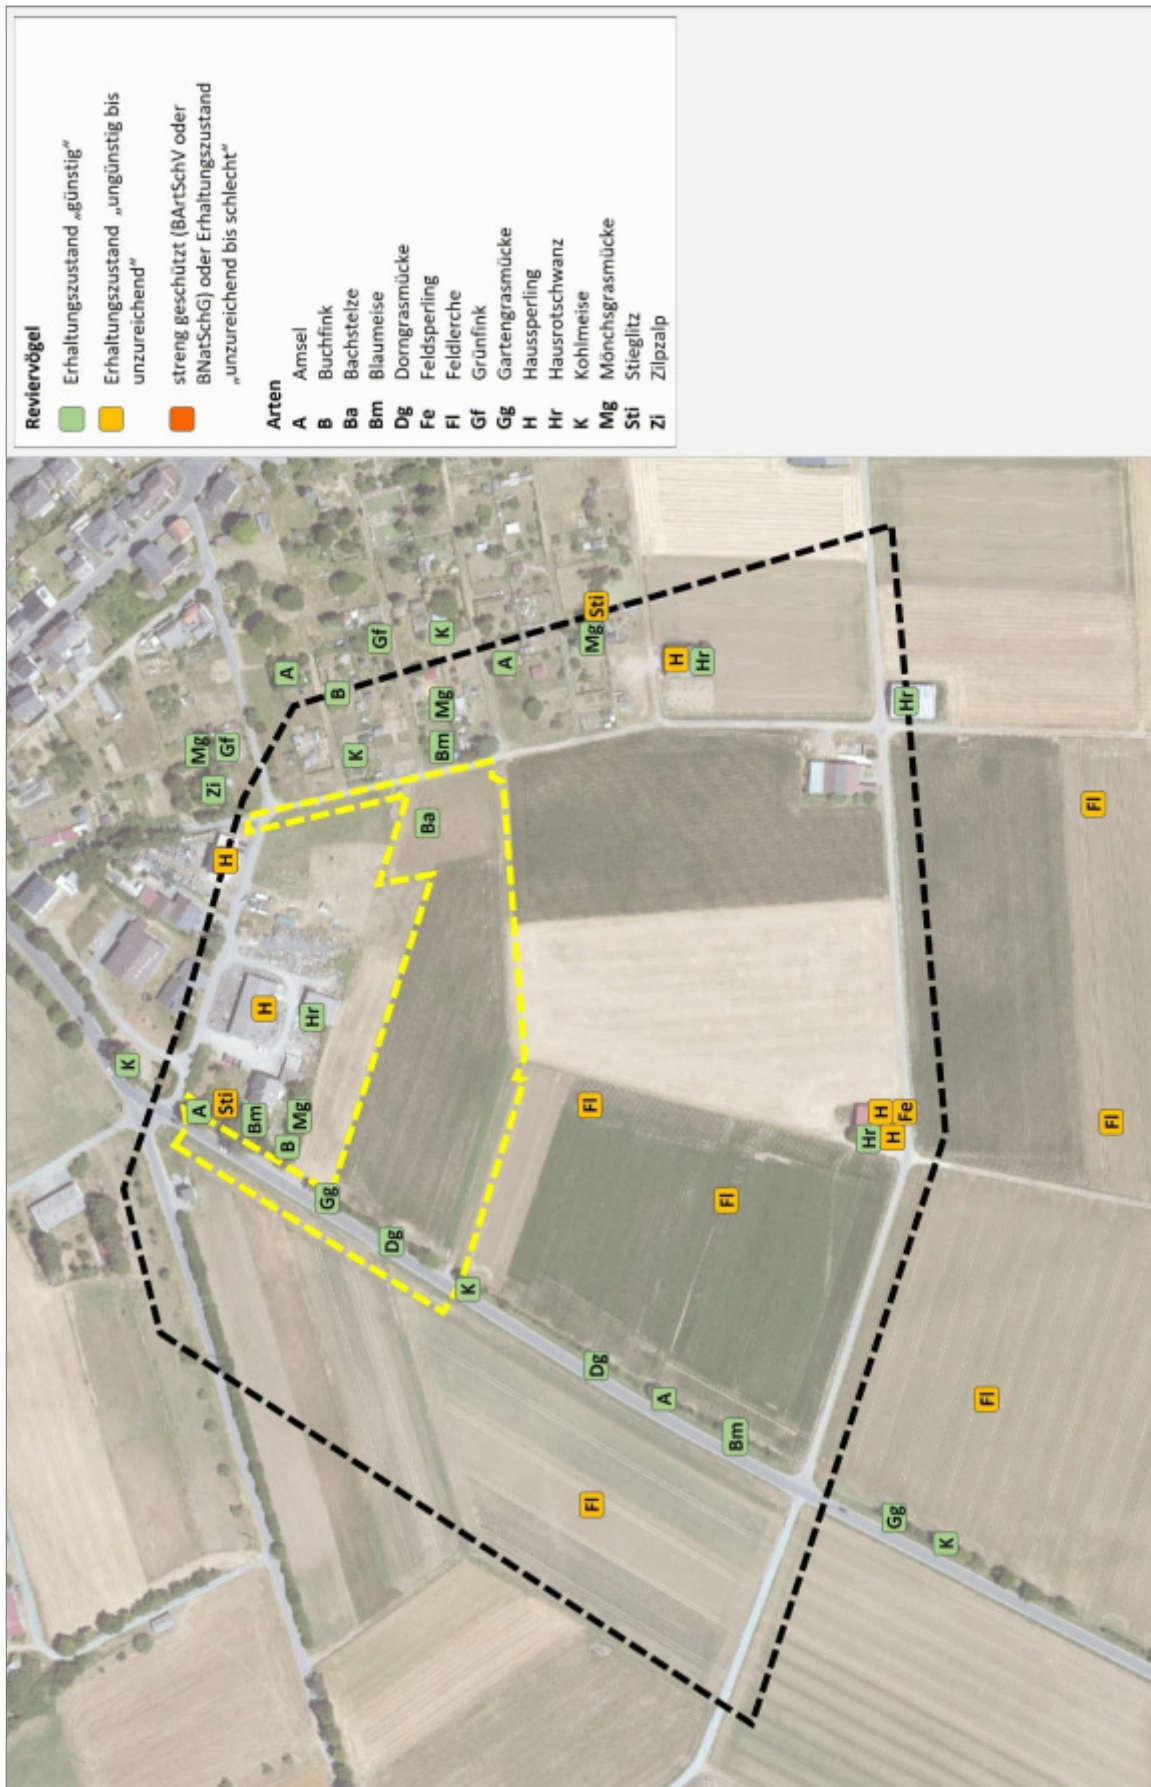 Reviervögel
Erhaltungszustand „günstig“
Erhaltungszustand „ungünstig bis
unzureichend“
streng geschützt (BArtSchV oder
BNatSchG) oder Erhaltungszustand
„unzureichend bis schlecht“
Arten
A Amsel
B Buchfink
Ba Bachstelze
Bm Blaumeise
Dg Dorngrasmücke
Fe Feldsperling
Fl Feldlerche
Gf Grünfink
Gg Gartengrasmücke
H Haussperling
Hr Hausrotschwanz
K Kohlmeise
Mg Mönchsgrasmücke
Sti Stieglitz
Zi Zilpzalp
K
A
Sti
Bm
B
Mg
H
Hr
H
Zi
Mg
Gf
A
B
Gf
K
K
Bm
Mg
A
Mg
Sti
H
Hr
Hr
Ba
Gg
Dg
K
Dg
A
Bm
Fl
Fl
Fl
Hr
H
H
Fe
Gg
K
Fl
Fl
Fl